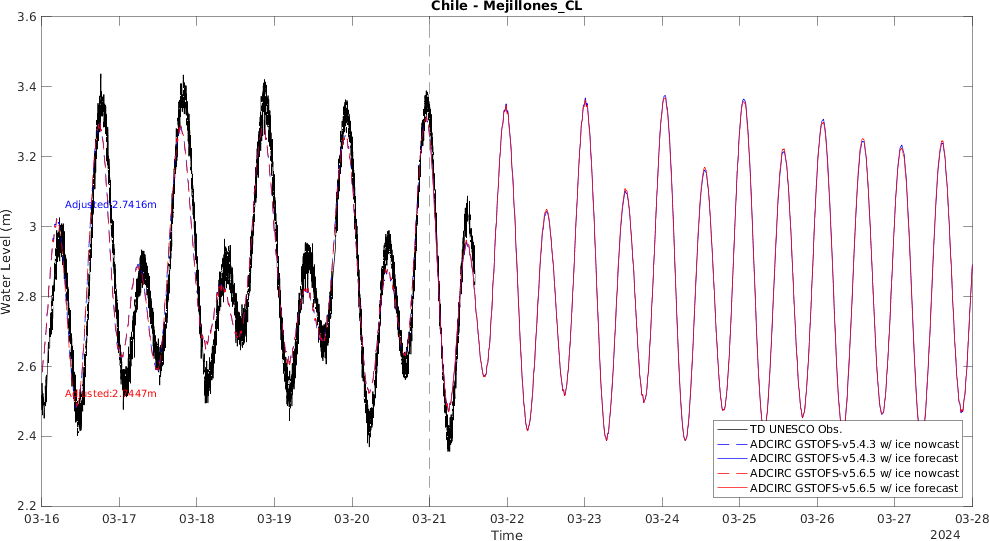 Chile - Mejillones_CL
3.6
3.4
3.2
3
2.8
2.6
2.4
2.2
Water Level (m)
Adjusted:2.7416m
TD UNESCO Obs.
ADCIRC GSTOFS-v5.4.3 w/ ice nowcast
ADCIRC GSTOFS-v5.4.3 w/ ice forecast
ADCIRC GSTOFS-v5.6.5 w/ ice nowcast
ADCIRC GSTOFS-v5.6.5 w/ ice forecast
03-16 03-17 03-18 03-19 03-20 03-21 03-22 03-23 03-24 03-25 03-26 03-27 03-28
Time
2024